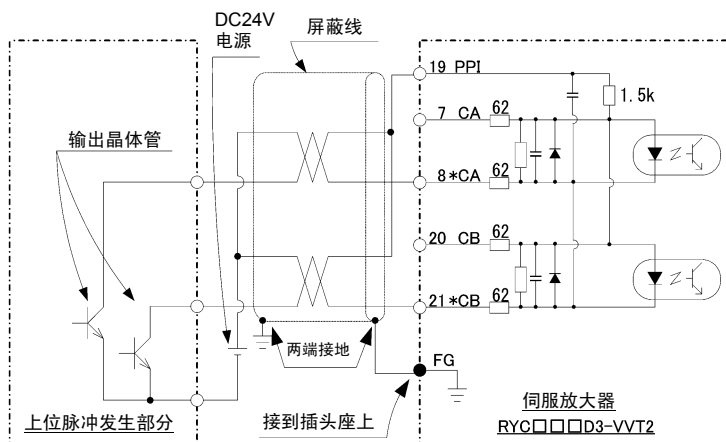 DC24V
电源
屏蔽线
输出晶体管
19 PPI
1.5k
7 CA 62
8*CA 62
20 CB 62
21*CB 62
两端接地
FG
上位脉冲发生部分
接到插头座上
伺服放大器
RYC□□□D3-VVT2